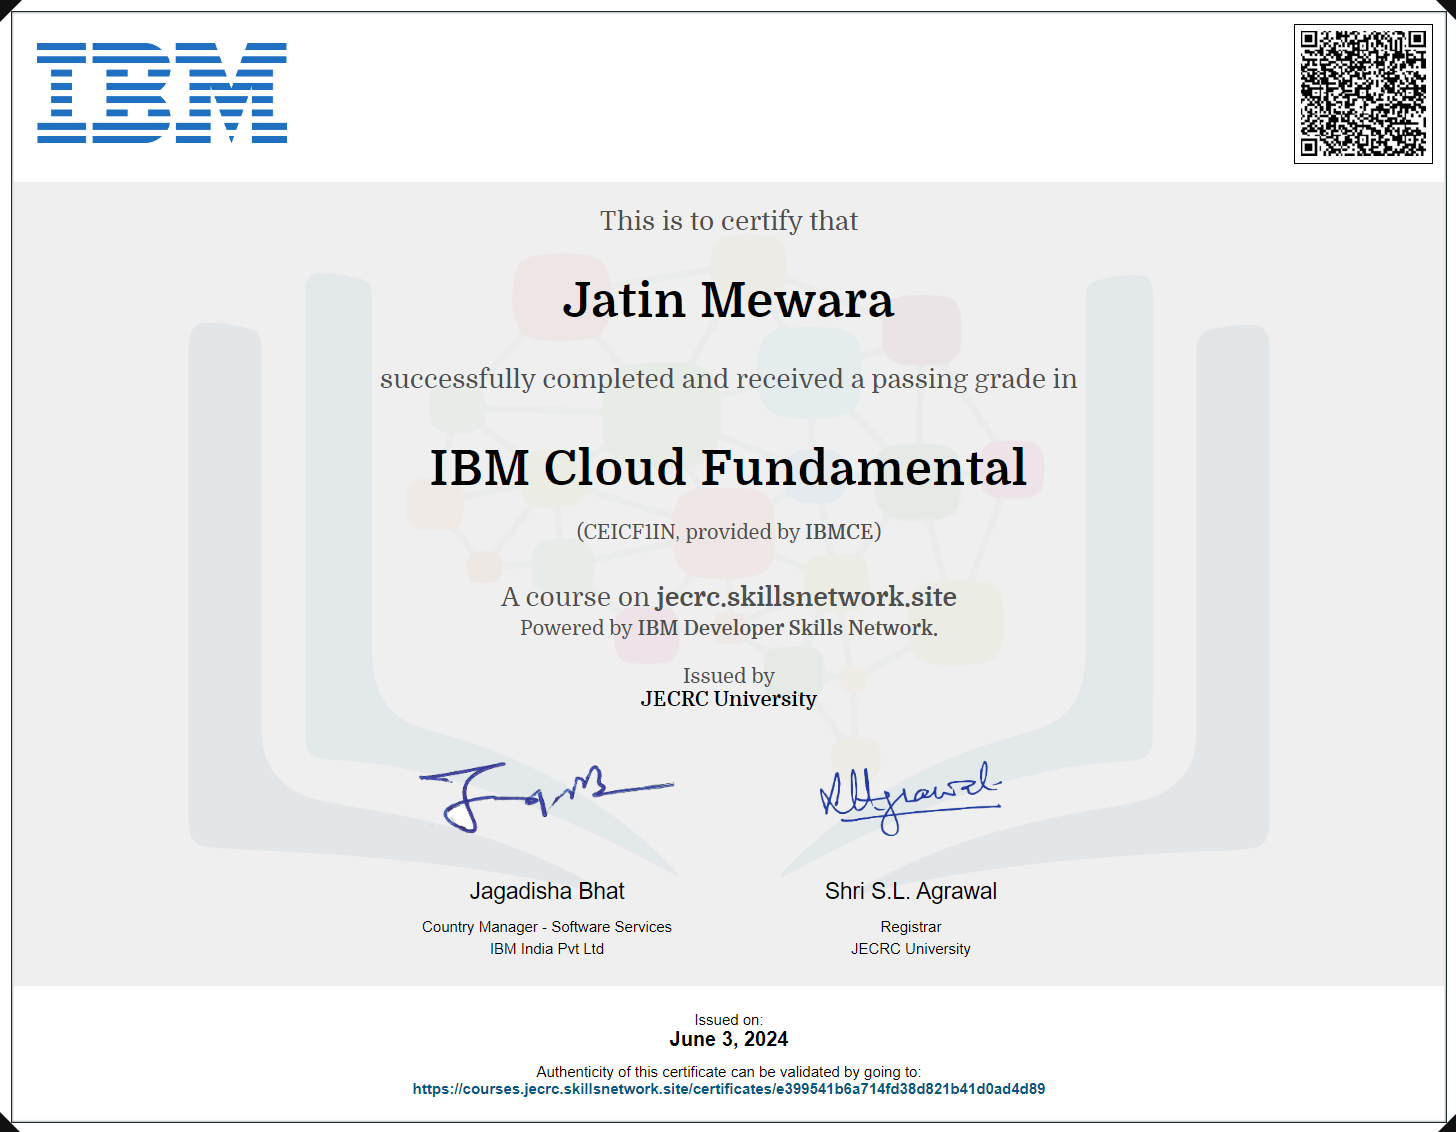 IBM
This is to certify that
Jatin Mewara
successfully completed and received a passing grade in
IBM Cloud Fundamental
(CEICF1IN, provided by IBMCE)
A course on jecrc.skillsnetwork.site
Powered by IBM Developer Skills Network.
Issued by
JECRC University
Jagadisha Bhat
Country Manager - Software Services
IBM India Pvt Ltd
Shri S.L. Agrawal
Registrar
JECRC University
Issued on:
June 3, 2024
Authenticity of this certificate can be validated by going to:
https://courses.jecrc.skillsnetwork.site/certificates/e399541b6a714fd38d821b41d0ad4d89